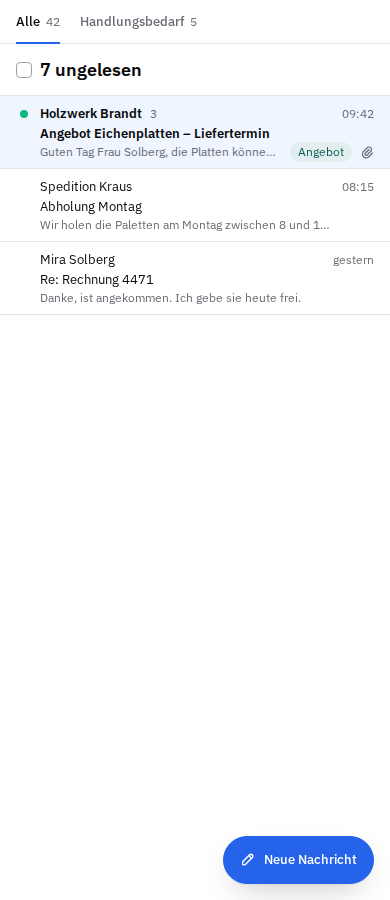 Alle 42 Handlungsbedarf 5
7 ungelesen
Holzwerk Brandt 3 09:42
Angebot Eichenplatten – Liefertermin
Guten Tag Frau Solberg, die Platten könne… Angebot
Spedition Kraus 08:15
Abholung Montag
Wir holen die Paletten am Montag zwischen 8 und 1…
Mira Solberg gestern
Re: Rechnung 4471
Danke, ist angekommen. Ich gebe sie heute frei.
Neue Nachricht